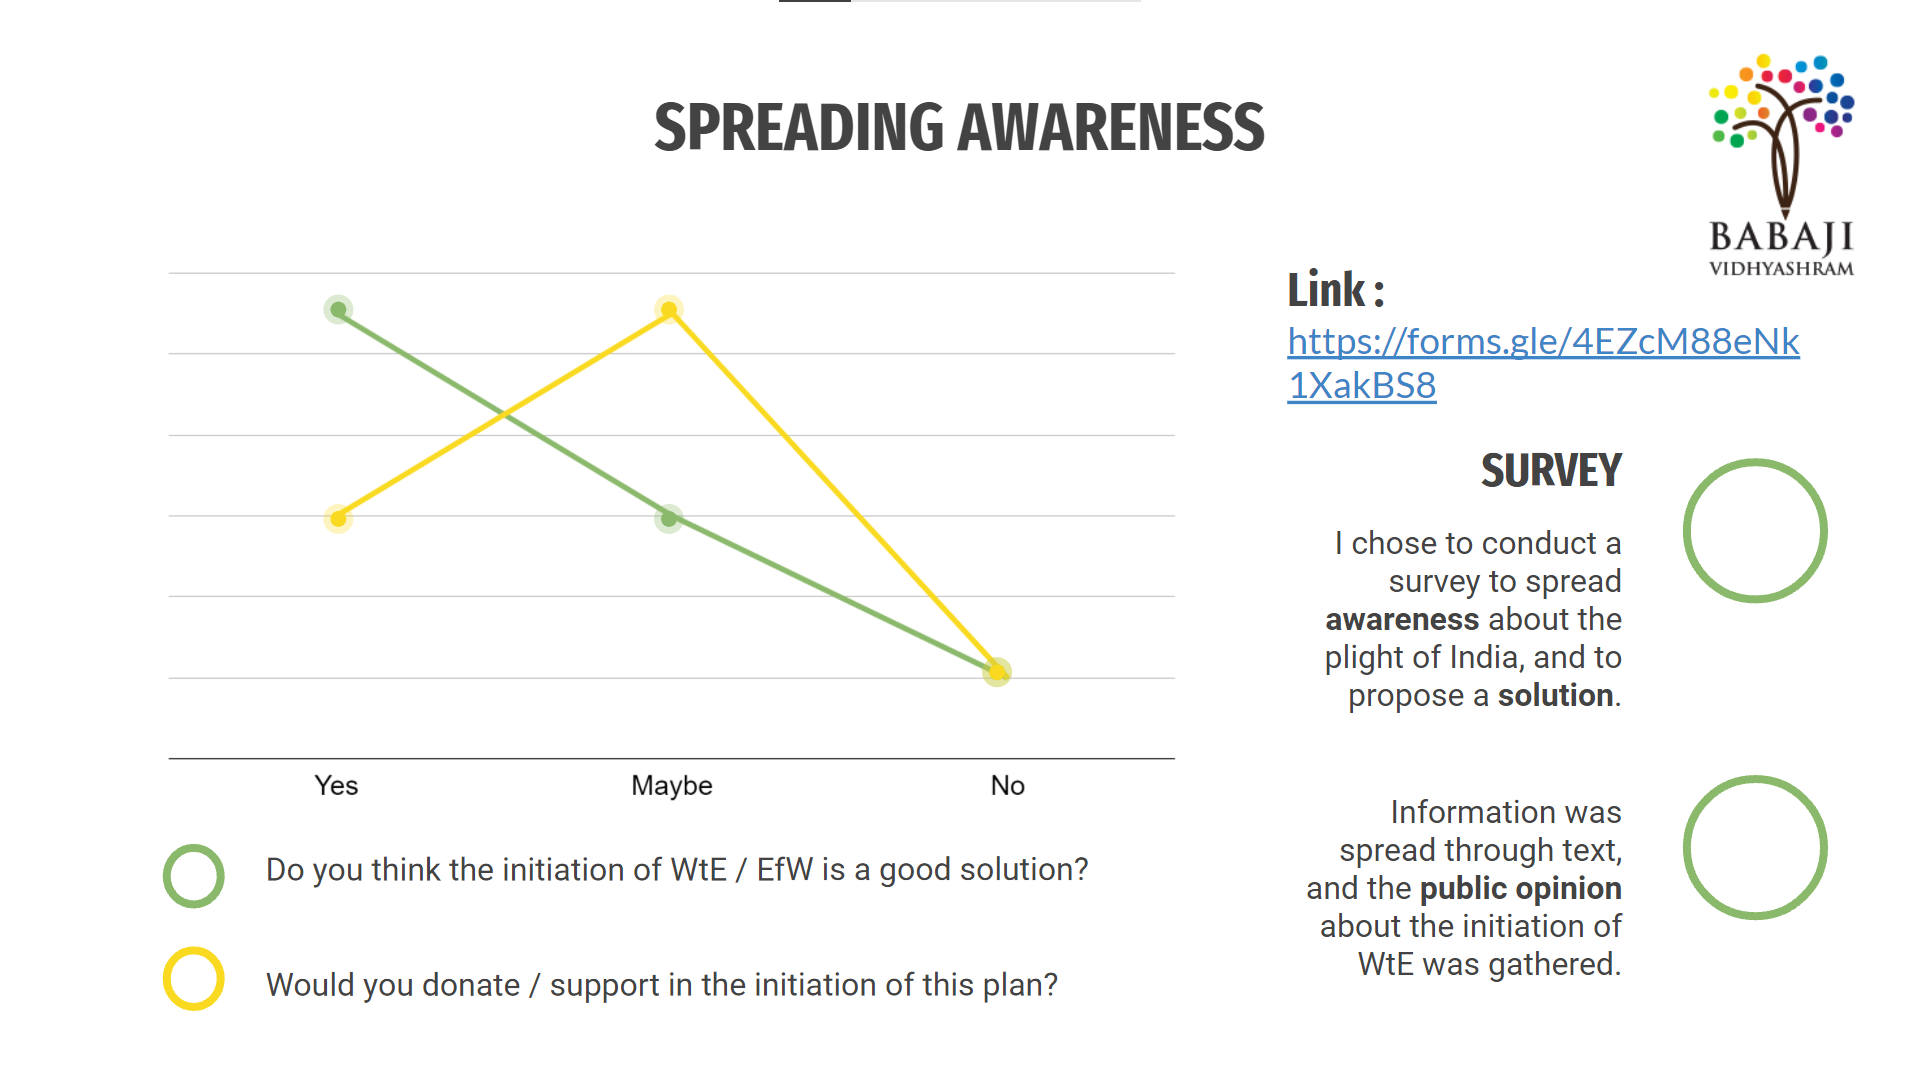 SPREADING AWARENESS
BABAJI
VIDHYASHRAM
Yes
Maybe
No
Do you think the initiation of WtE / EfW is a good solution?
Would you donate / support in the initiation of this plan?
Link :
https://forms.gle/4EZcM88eNk
1XakBS8
SURVEY
I chose to conduct a
survey to spread
awareness about the
plight of India, and to
propose a solution.
Information was
spread through text,
and the public opinion
about the initiation of
WtE was gathered.